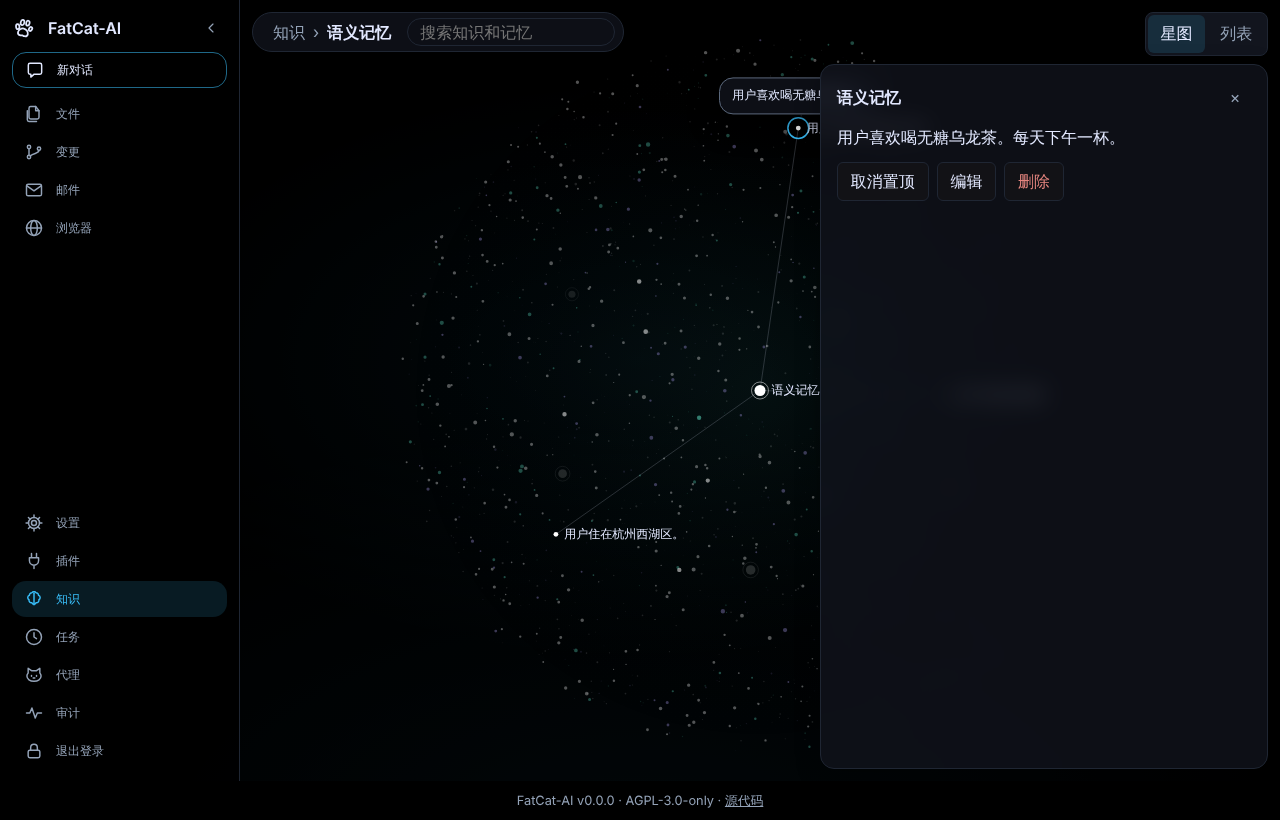 FatCat-AI
新对话
文件
变更
邮件
浏览器
设置
插件
知识
任务
代理
审计
退出登录
知识 › 语义记忆
搜索知识和记忆
星图
列表
用户喜欢喝无糖
用
语义记忆
用户住在杭州西湖区。
语义记忆
×
用户喜欢喝无糖乌龙茶。每天下午一杯。
取消置顶
编辑
删除
FatCat-AI v0.0.0 · AGPL-3.0-only · 源代码